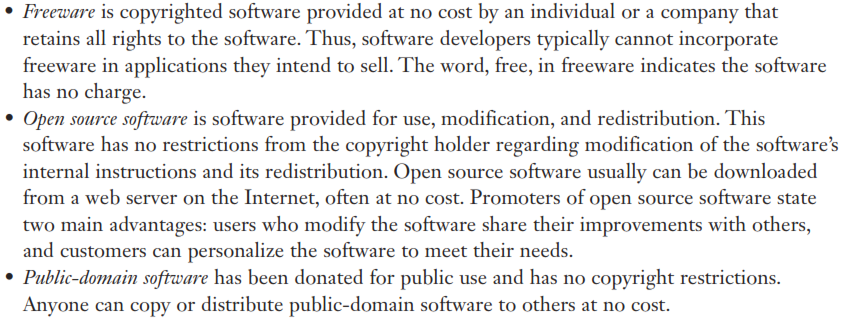 • Freeware is copyrighted software provided at no cost by an individual or a company that
retains all rights to the software. Thus, software developers typically cannot incorporate
freeware in applications they intend to sell. The word, free, in freeware indicates the software
has no charge.
• Open source software is software provided for use, modification, and redistribution. This
software has no restrictions from the copyright holder regarding modification of the software’s
internal instructions and its redistribution. Open source software usually can be downloaded
from a web server on the Internet, often at no cost. Promoters of open source software state
two main advantages: users who modify the software share their improvements with others,
and customers can personalize the software to meet their needs.
• Public-domain software has been donated for public use and has no copyright restrictions.
Anyone can copy or distribute public-domain software to others at no cost.